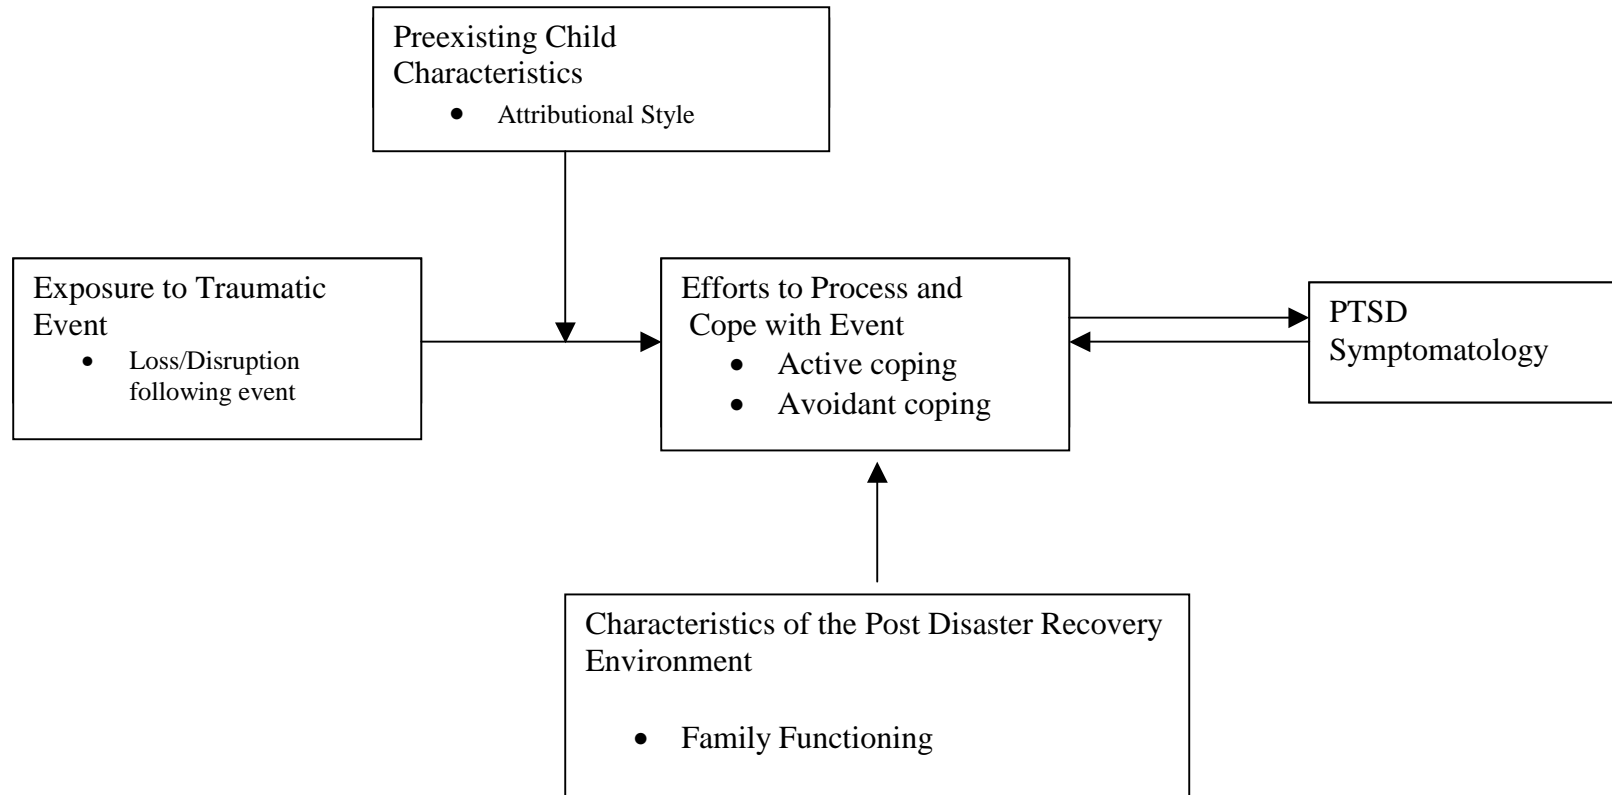 Preexisting Child
Characteristics
• Attributional Style
Exposure to Traumatic
Event
• Loss/Disruption
following event
Efforts to Process and
Cope with Event
• Active coping
• Avoidant coping
PTSD
Symptomatology
Characteristics of the Post Disaster Recovery
Environment
• Family Functioning